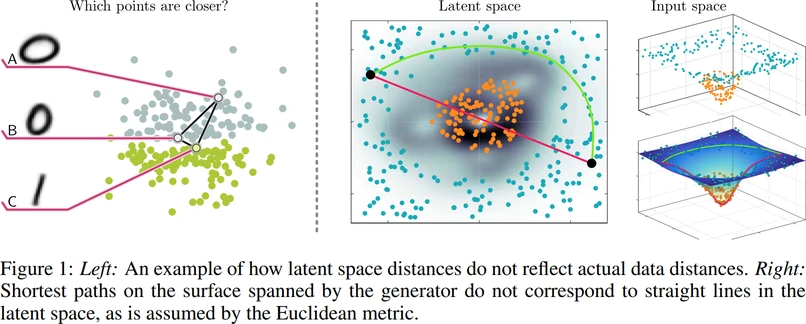 Which points are closer?
Latent space
Input space
A
B
C
Figure 1: Left: An example of how latent space distances do not reflect actual data distances. Right:
Shortest paths on the surface spanned by the generator do not correspond to straight lines in the
latent space, as is assumed by the Euclidean metric.